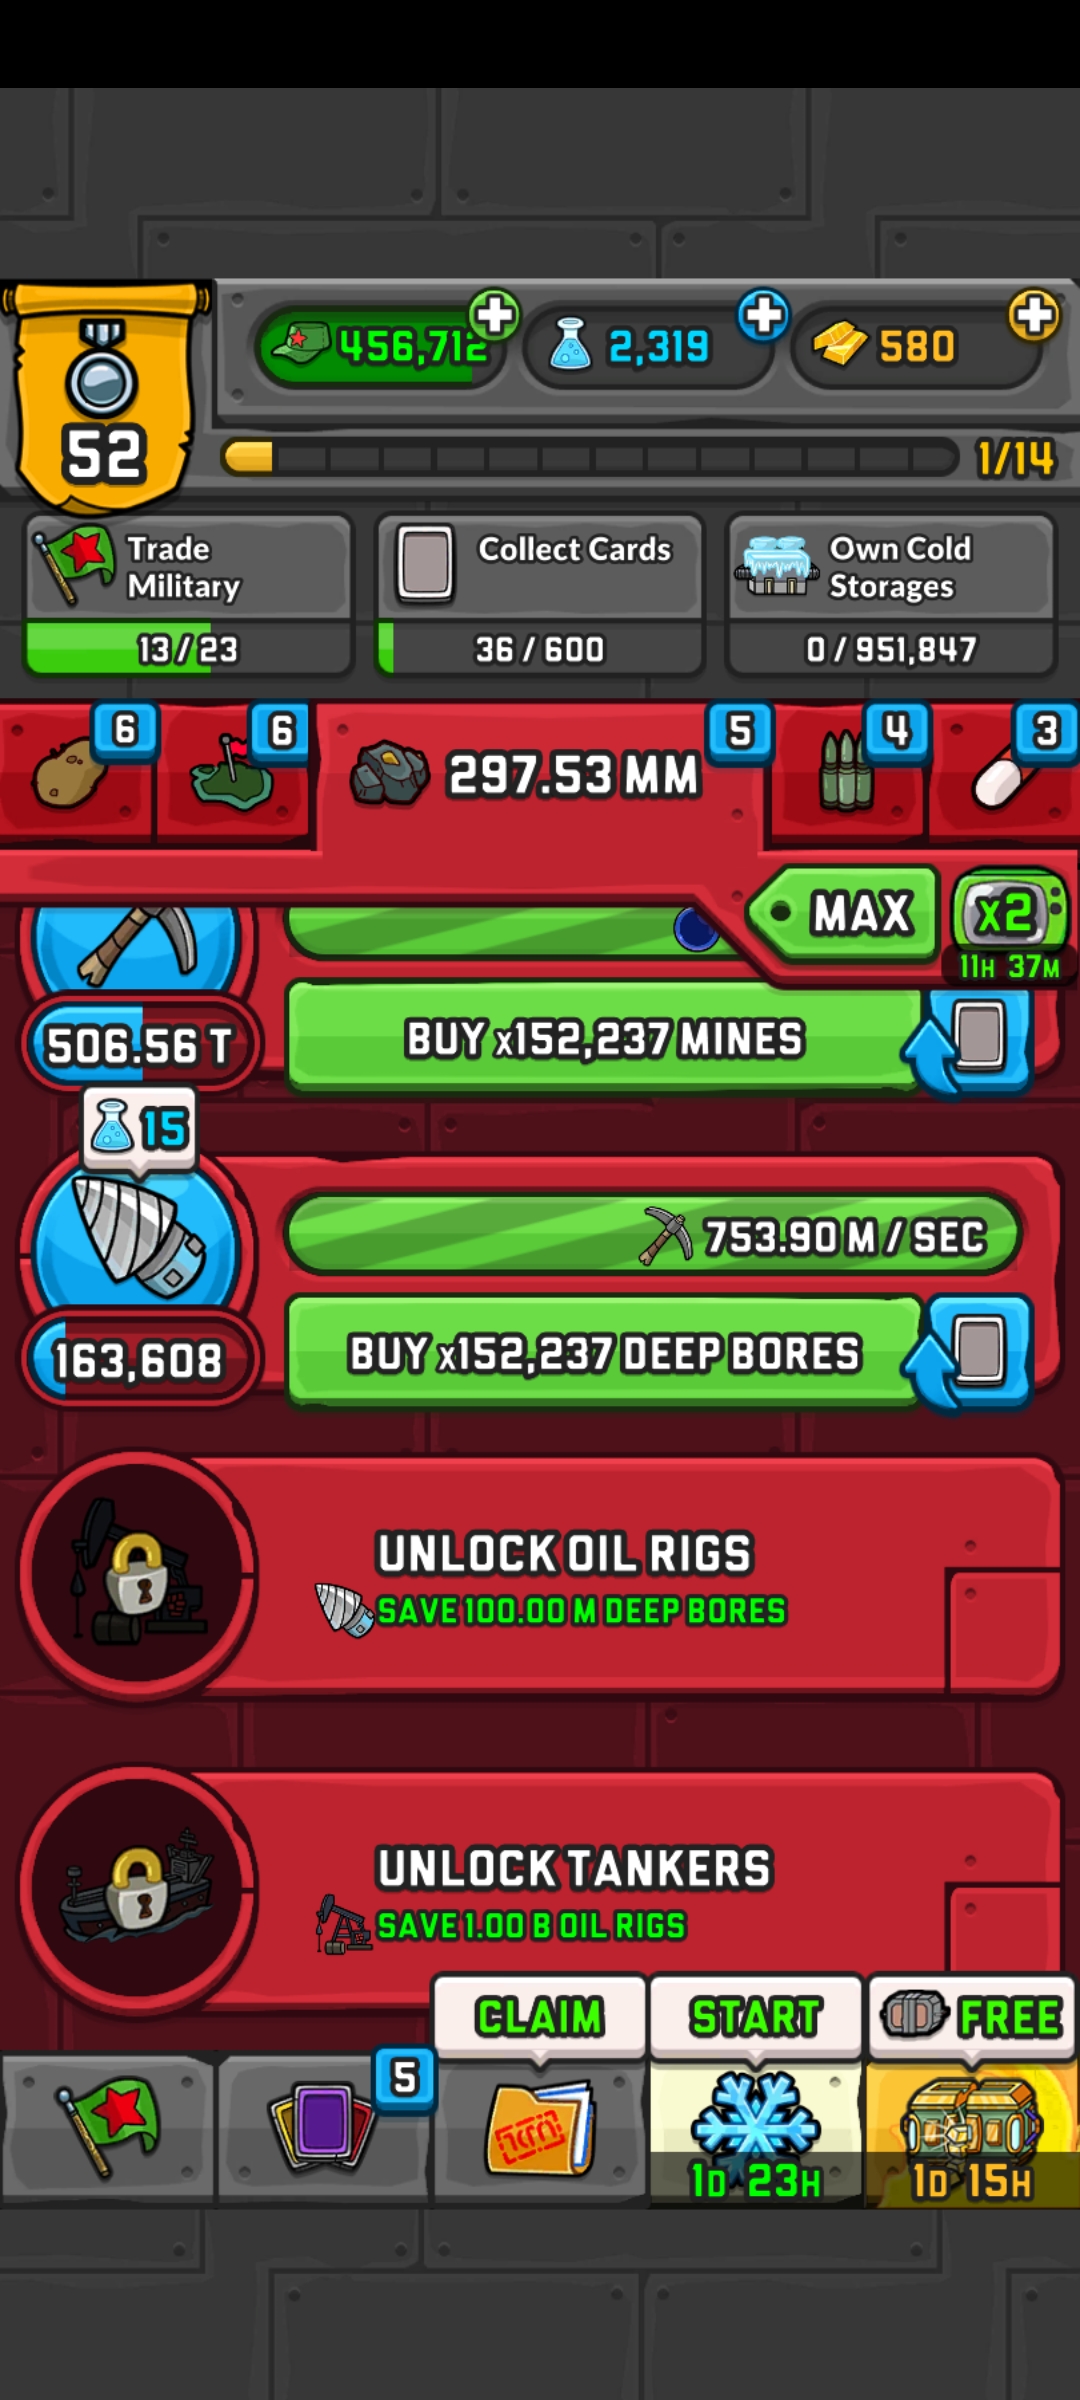 456,712
2,319
580
52
1/14
Trade
Military
13/23
Collect Cards
36/600
Own Cold
Storages
0/951,847
6
6
297.53 MM
5
4
3
MAX
x2
11H 37M
506.56 T
BUY x152,237 MINES
15
753.90 M / SEC
163,608
BUY x152,237 DEEP BORES
UNLOCK OIL RIGS
SAVE 100.00 M DEEP BORES
UNLOCK TANKERS
SAVE 1.00 B OIL RIGS
CLAIM
START
FREE
5
1D 23H
1D 15H